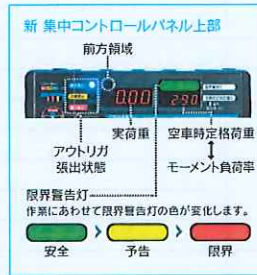 新 集中コントロールパネル上部
前方領域
0.00
290
アウトリガ
張出状態
実荷重
空車時定格荷重
モーメント負荷率
限界警告灯
作業にあわせて限界警告灯の色が変化します。
安全
予告
限界